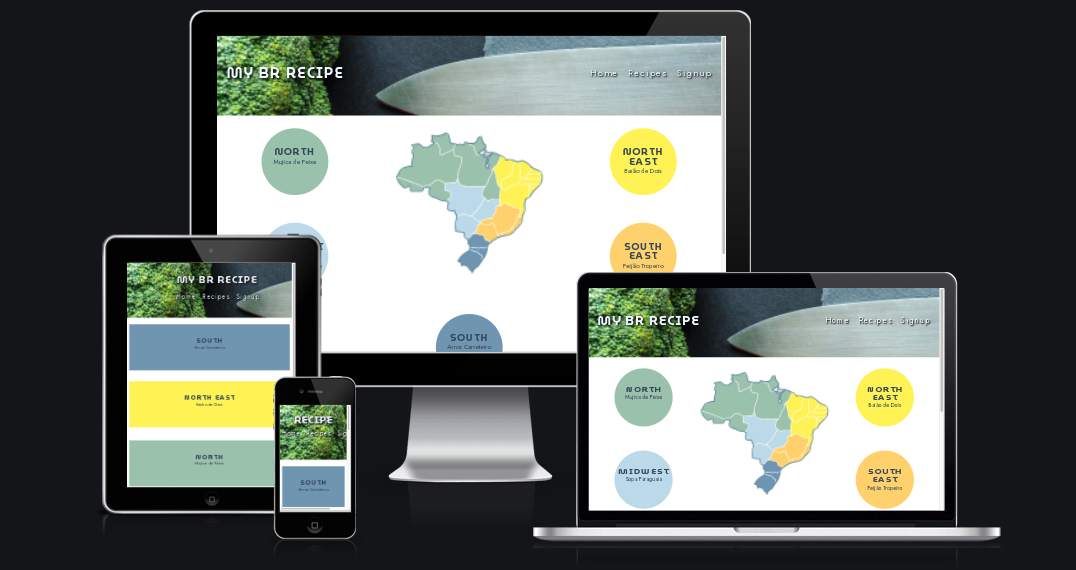 MY BR RECIPE
Home Recipes Signup
NORTH
Mujica de Peixe
NORTH
EAST
Baião de Dois
SOUTH
EAST
Feijão Tropeiro
SOUTH
Arroz Carreteiro
MY BR RECIPE
Home Recipes Signup
SOUTH
Arroz Carreteiro
NORTH EAST
Baião de Dois
NORTH
Mujica de Peixe
RECIPE
Recipes
SOUTH
Arroz Carreteiro
MY BR RECIPE
Home Recipes Signup
NORTH
Mujica de Peixe
NORTH
EAST
Baião de Dois
MIDWEST
Sopa Paraguaia
SOUTH
EAST
Feijão Tropeiro